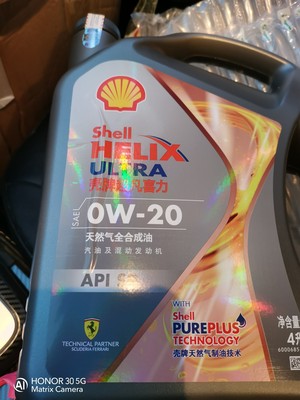 Shell
HELIX
ULTRA
壳牌超凡喜力
SAE 0W-20
天然气全合成油
汽油及混动发动机
API
TECHNICAL PARTNER
SCUDERIA FERRARI
WITH
Shell
PUREPLUS
TECHNOLOGY
壳牌天然气制油技术
净含量
4升
HONOR 30 5G
Matrix Camera